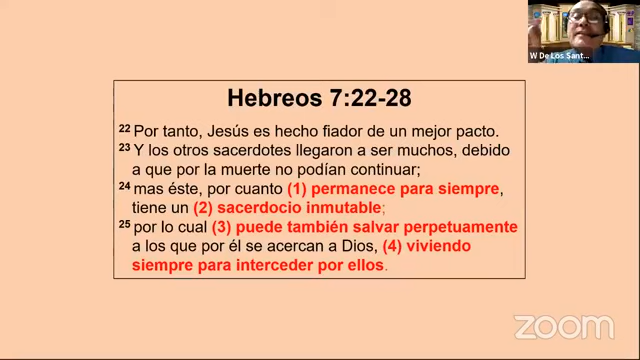 W De Los Sant...
Hebreos 7:22-28
22 Por tanto, Jesús es hecho fiador de un mejor pacto.
23 Y los otros sacerdotes llegaron a ser muchos, debido
a que por la muerte no podían continuar;
24 mas éste, por cuanto (1) permanece para siempre,
tiene un (2) sacerdocio inmutable;
25 por lo cual (3) puede también salvar perpetuamente
a los que por él se acercan a Dios, (4) viviendo
siempre para interceder por ellos.
zoom